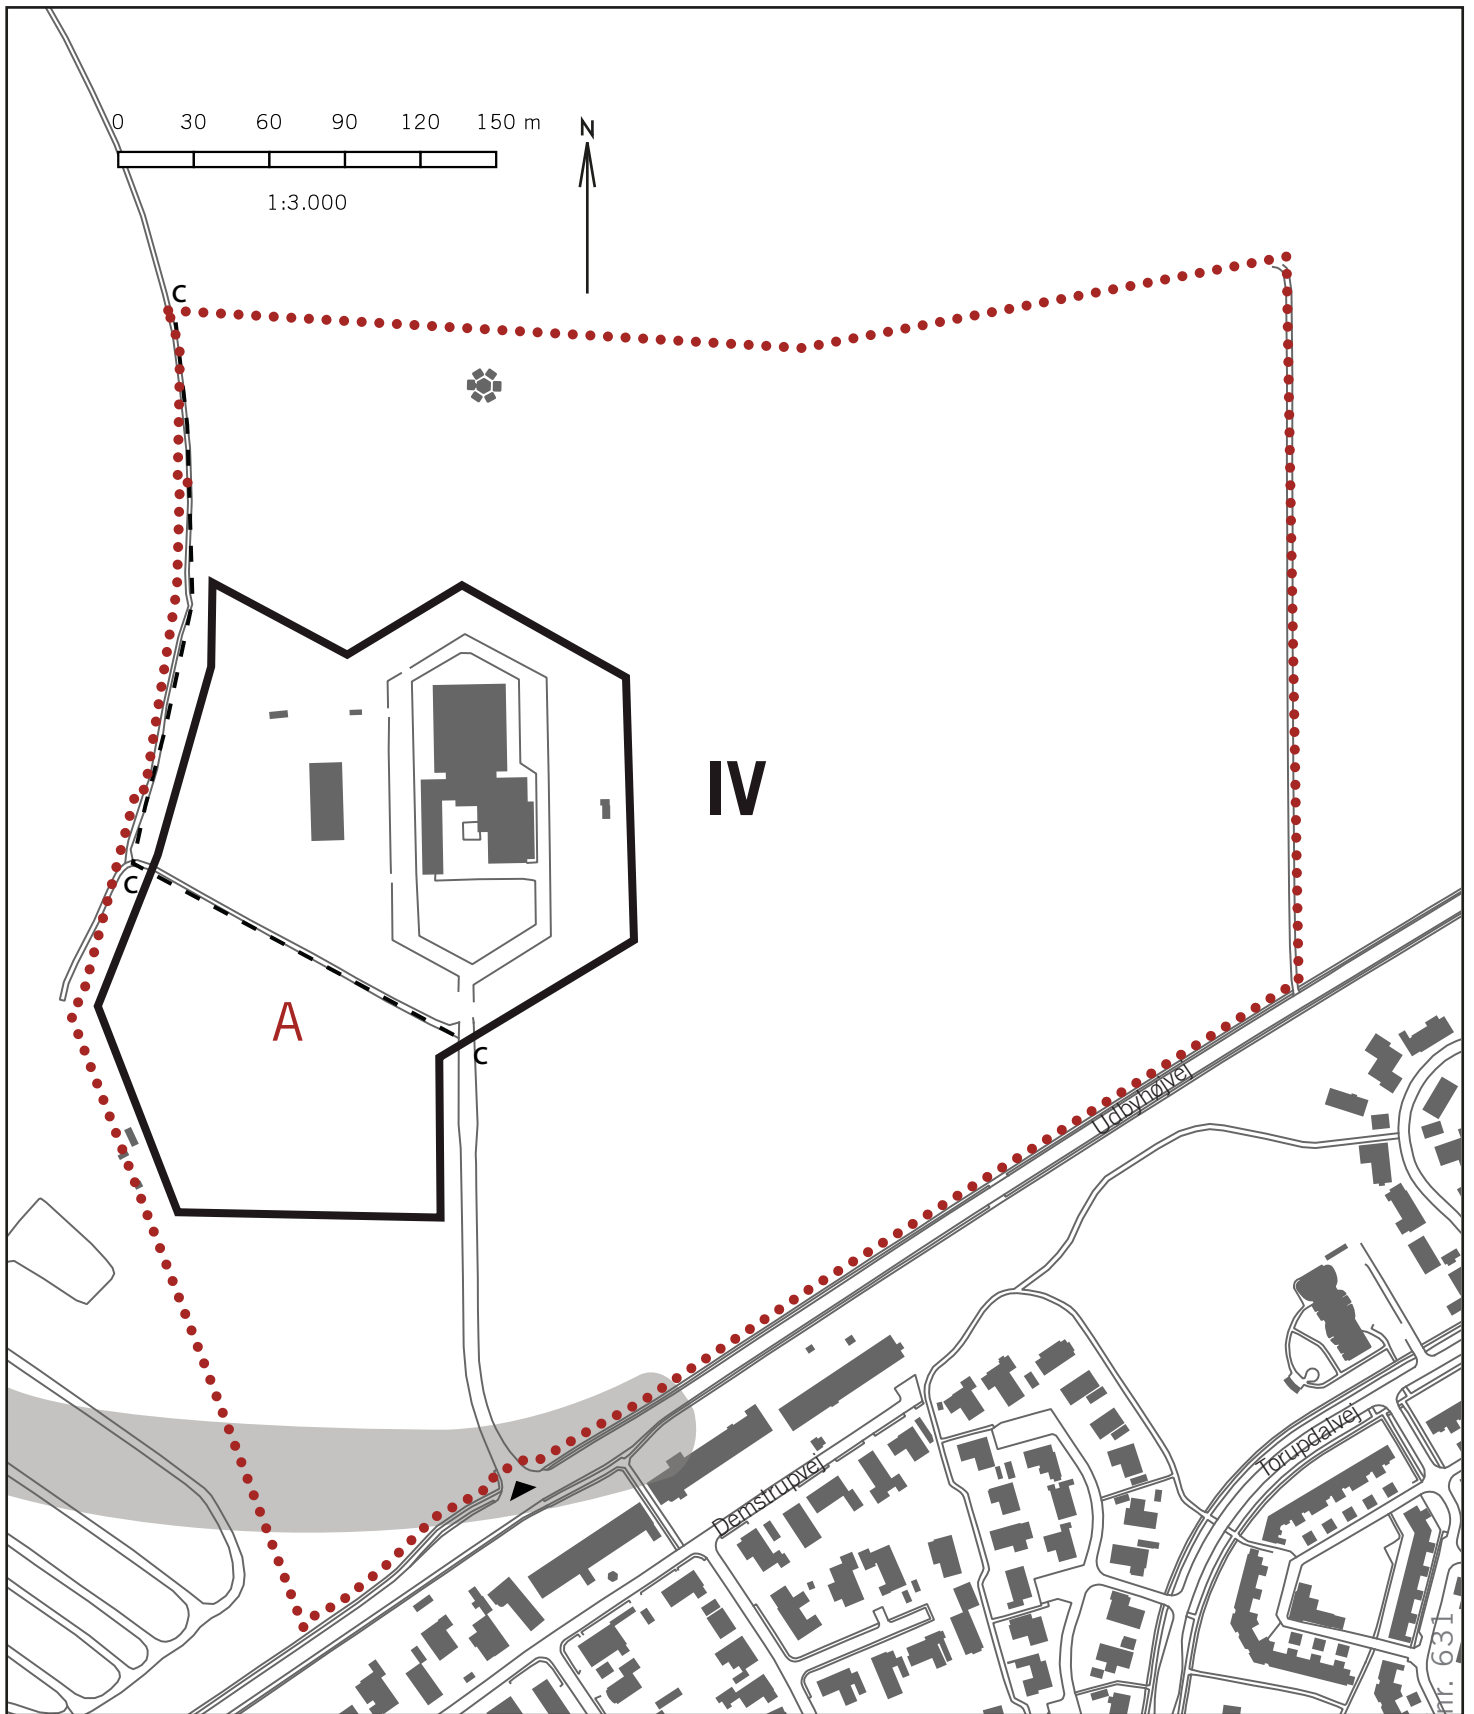 0 30 60 90 120 150 m
N
1:3.000
C
IV
C
A
C
Udbyhøjvej
Torupdalvej
Demstrupvej
nr. 631